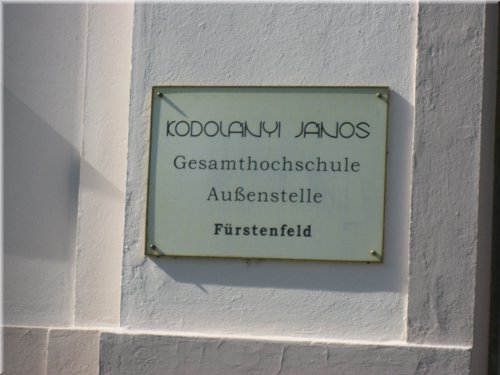 KODOLANYI JANOS
Gesamthochschule
Außenstelle
Fürstenfeld